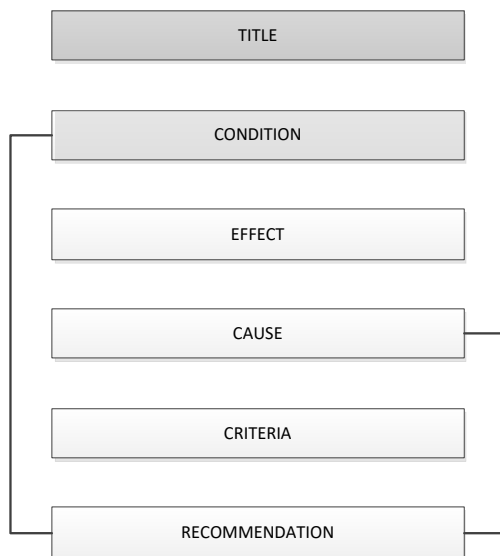 TITLE
CONDITION
EFFECT
CAUSE
CRITERIA
RECOMMENDATION